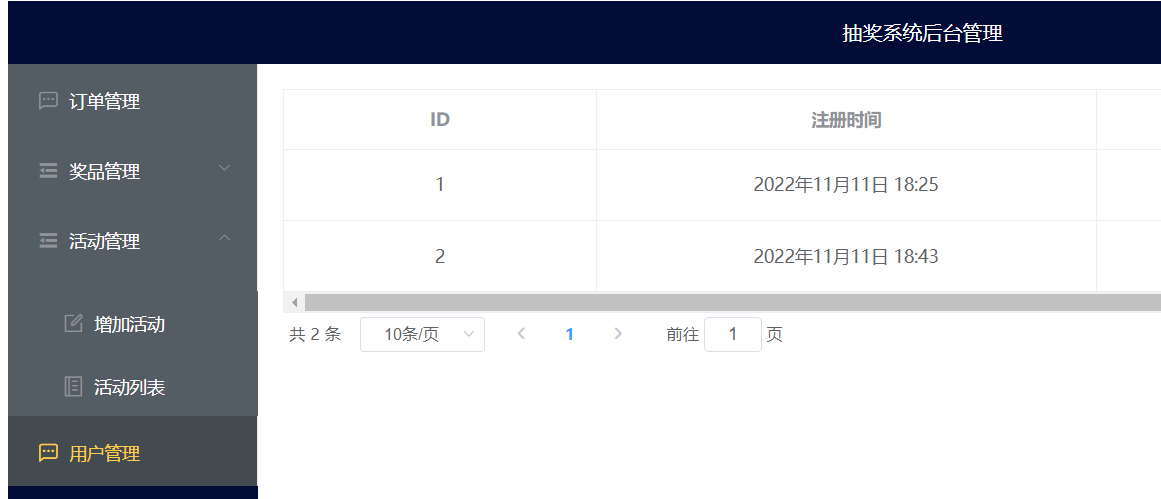 抽奖系统后台管理
订单管理
奖品管理
活动管理
增加活动
活动列表
用户管理
ID 注册时间
1 2022年11月11日 18:25
2 2022年11月11日 18:43
共 2 条 10条/页 1 前往 1 页